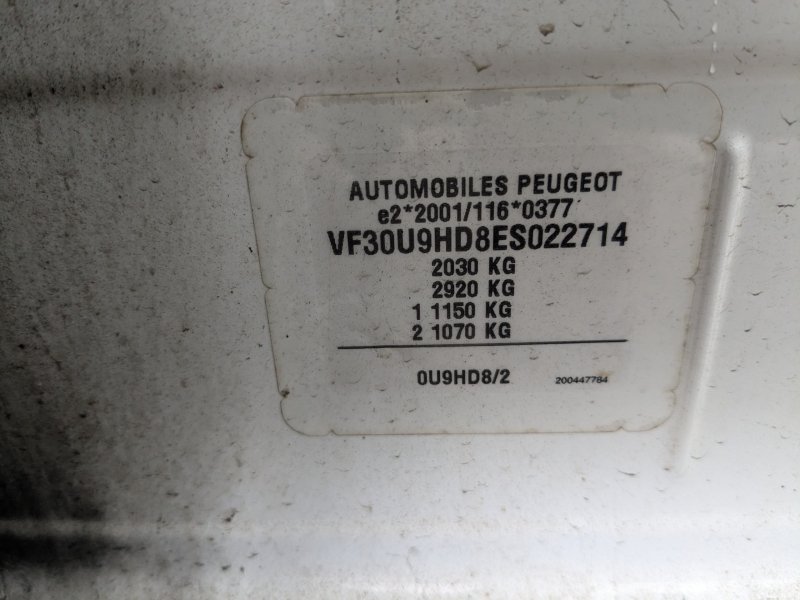 AUTOMOBILES PEUGEOT
e2*2001/116*0377
VF30U9HD8ES022714
2030 KG
2920 KG
1 1150 KG
2 1070 KG
0U9HD8/2 200447784